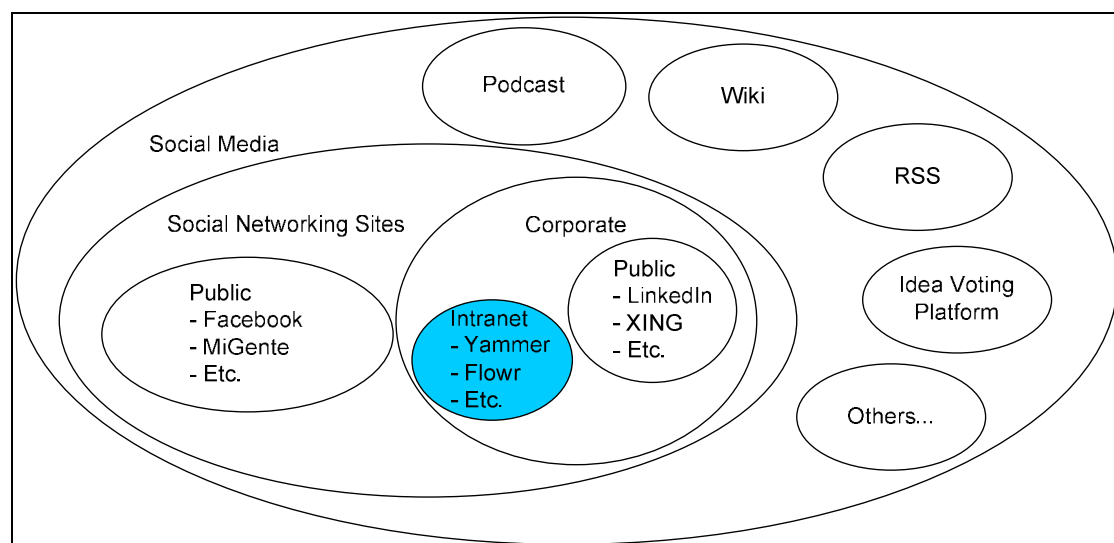 Podcast
Wiki
Social Media
RSS
Social Networking Sites
Corporate
Public
- LinkedIn
- XING
- Etc.
Public
- Facebook
- MiGente
- Etc.
Intranet
- Yammer
- Flowr
- Etc.
Idea Voting
Platform
Others...